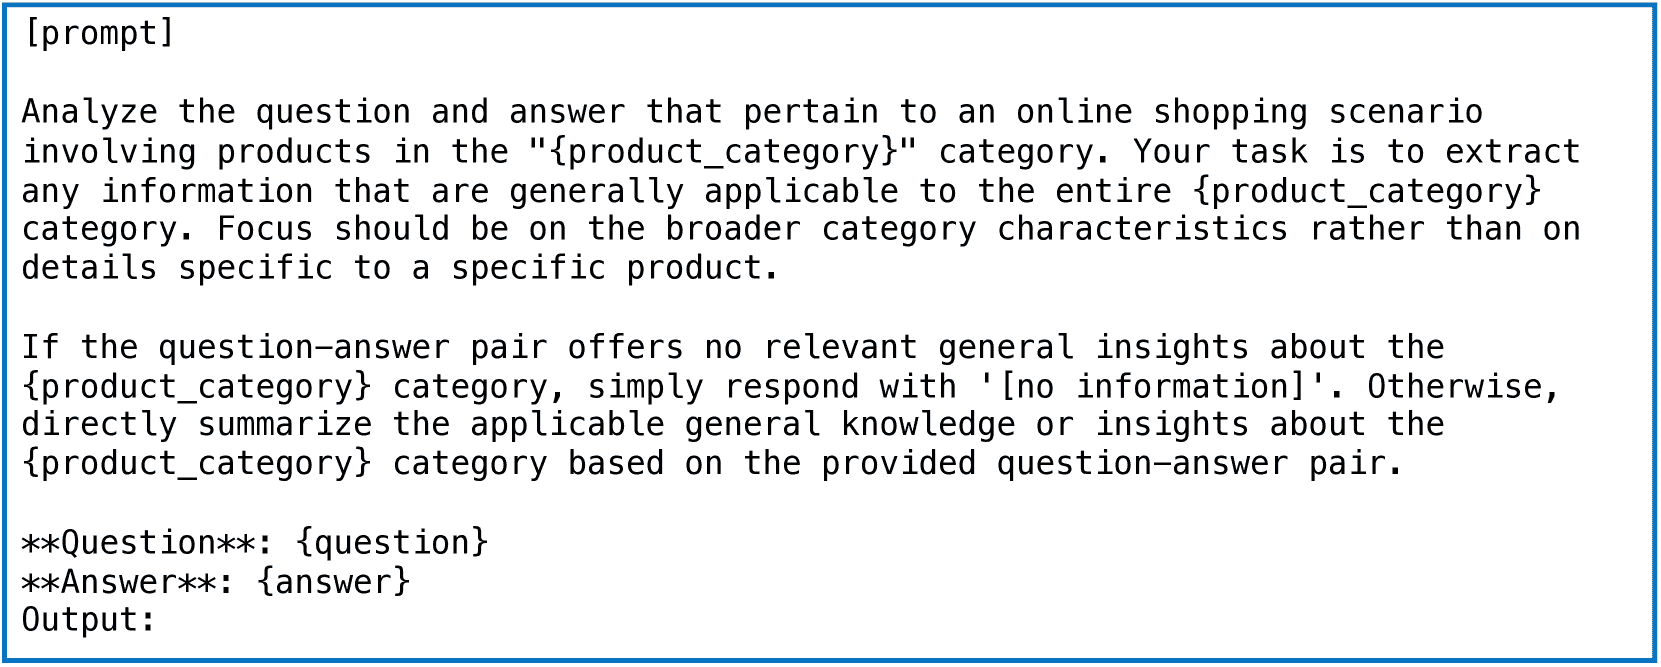 [prompt]
Analyze the question and answer that pertain to an online shopping scenario
involving products in the "{product_category}" category. Your task is to extract
any information that are generally applicable to the entire {product_category}
category. Focus should be on the broader category characteristics rather than on
details specific to a specific product.
If the question−answer pair offers no relevant general insights about the
{product_category} category, simply respond with '[no information]'. Otherwise,
directly summarize the applicable general knowledge or insights about the
{product_category} category based on the provided question−answer pair.
**Question**: {question}
**Answer**: {answer}
Output: